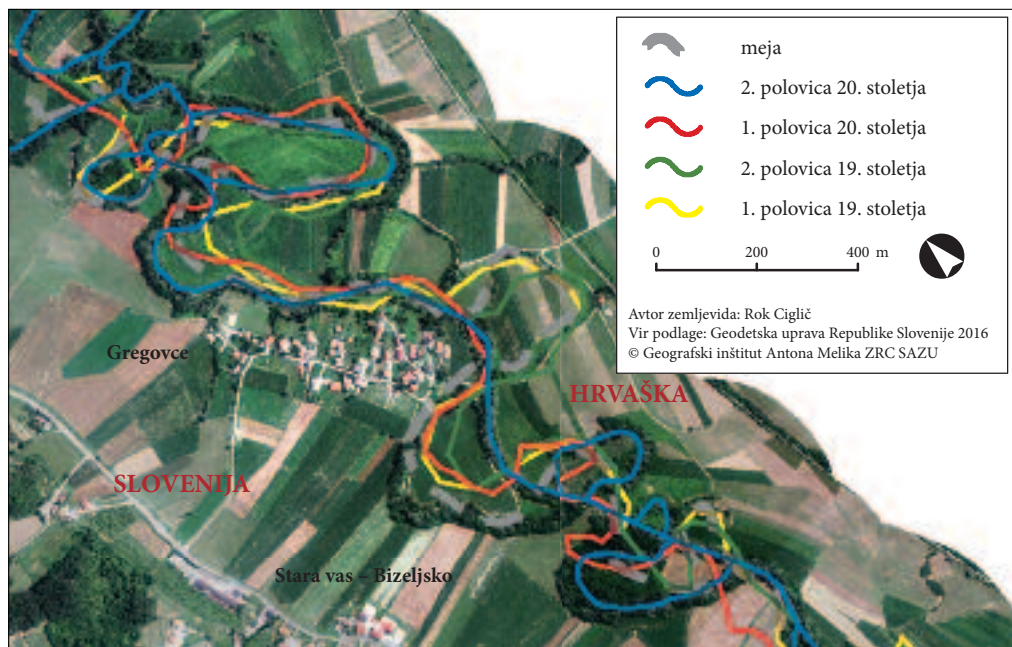 meja
2. polovica 20. stoletja
1. polovica 20. stoletja
2. polovica 19. stoletja
1. polovica 19. stoletja
0 200 400 m
Avtor zemljevida: Rok Ciglič
Vir podlage: Geodetska uprava Republike Slovenije 2016
© Geografski inštitut Antona Melika ZRC SAZU
Gregovce
HRVAŠKA
SLOVENIJA
Stara vas – Bizeljsko